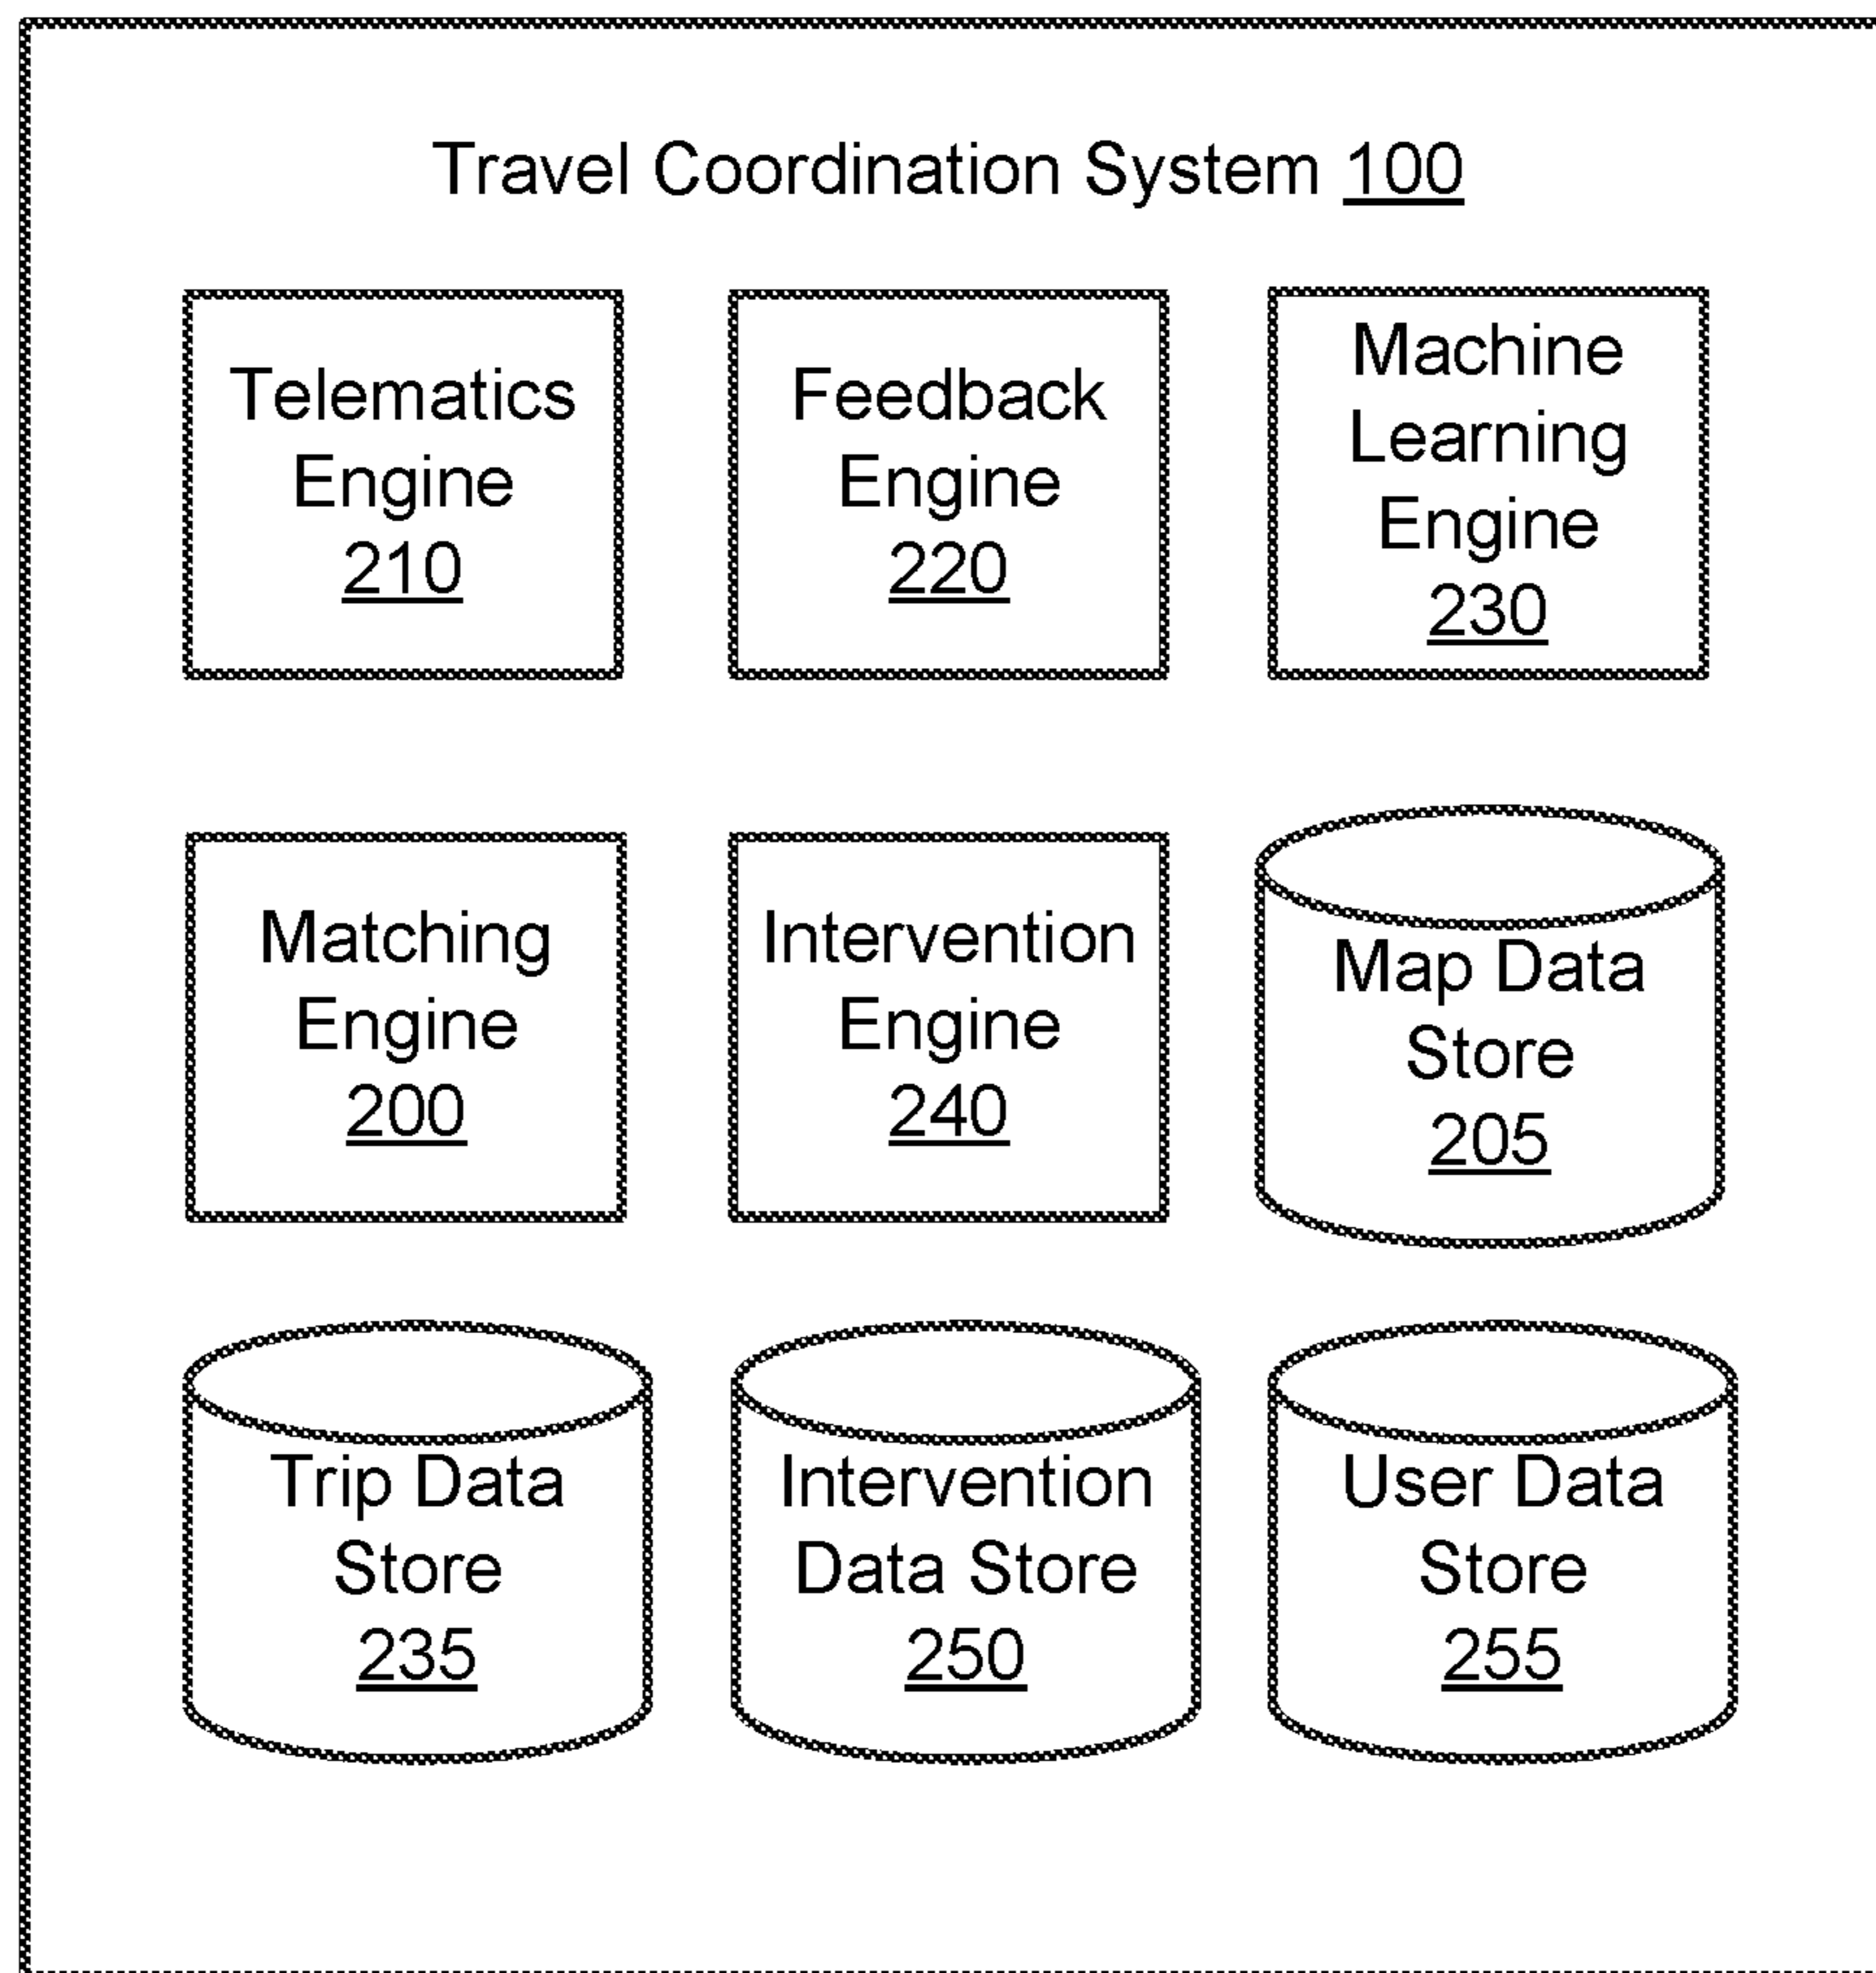 Travel Coordination System 100
Telematics
Engine
210
Feedback
Engine
220
Machine
Learning
Engine
230
Matching
Engine
200
Intervention
Engine
240
Map Data
Store
205
Trip Data
Store
235
Intervention
Data Store
250
User Data
Store
255